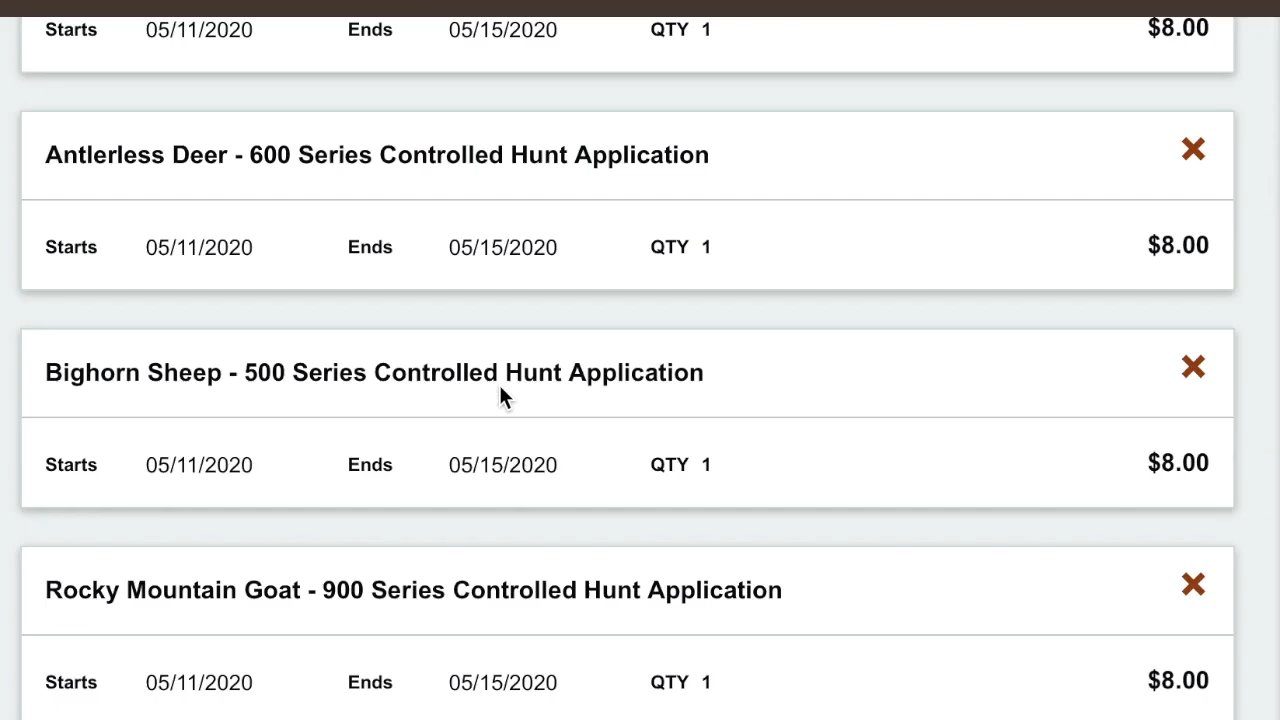 Starts 05/11/2020 Ends 05/15/2020 QTY 1 $8.00
Antlerless Deer - 600 Series Controlled Hunt Application
Starts 05/11/2020 Ends 05/15/2020 QTY 1 $8.00
Bighorn Sheep - 500 Series Controlled Hunt Application
Starts 05/11/2020 Ends 05/15/2020 QTY 1 $8.00
Rocky Mountain Goat - 900 Series Controlled Hunt Application
Starts 05/11/2020 Ends 05/15/2020 QTY 1 $8.00